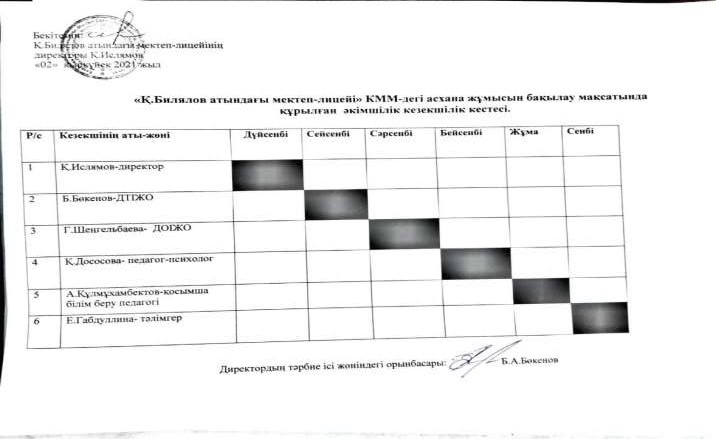 Бекітемін:
Қ.Билялов атындағы мектеп-лицейінің
директоры Қ.Ислямов
«02» қыркүйек 2021 жыл
«Қ.Билялов атындағы мектеп-лицейі» КММ-дегі асхана жұмысын бақылау мақсатында
құрылған әкімшілік кезекшілік кестесі.
Р/с Кезекшінің аты-жөні Дүйсенбі Сейсенбі Сәрсенбі Бейсенбі Жұма Сенбі
1 Қ.Ислямов-директор
2 Б.Бөкенов-ДТІЖО
3 Г.Шенгельбаева- ДОІЖО
4 Қ.Дососова- педагог-психолог
5 А.Құлмұхамбектов-қосымша
білім беру педагогі
6 Е.Габдуллина- тәлімгер
Директордың тәрбие ісі жөніндегі орынбасары: Б.А.Бөкенов